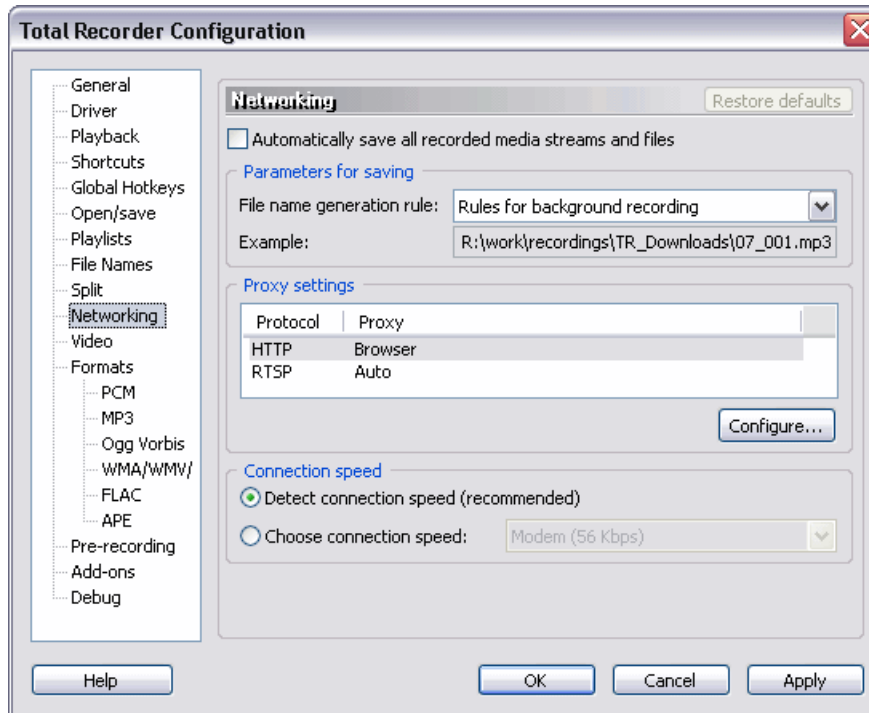 Total Recorder Configuration
General
Driver
Playback
Shortcuts
Global Hotkeys
Open/save
Playlists
File Names
Split
Networking
Video
Formats
PCM
MP3
Ogg Vorbis
WMA/WMV/
FLAC
APE
Pre-recording
Add-ons
Debug
Networking
Restore defaults
Automatically save all recorded media streams and files
Parameters for saving
File name generation rule: Rules for background recording
Example: R:\work\recordings\TR_Downloads\07_001.mp3
Proxy settings
Protocol Proxy
HTTP Browser
RTSP Auto
Configure...
Connection speed
Detect connection speed (recommended)
Choose connection speed: Modem (56 Kbps)
Help OK Cancel Apply